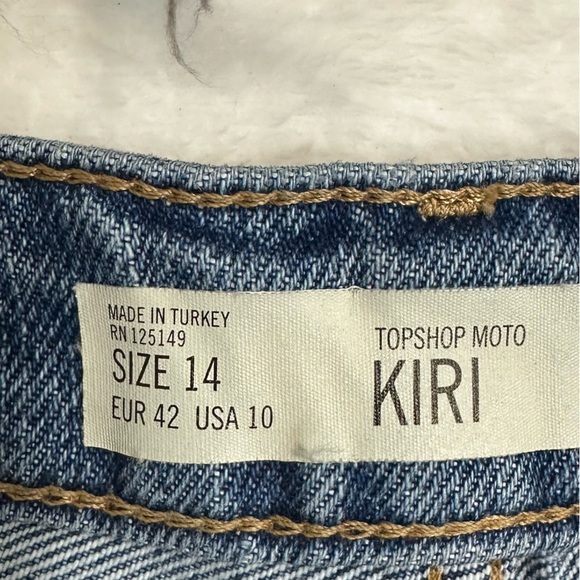 MADE IN TURKEY
RN 125149
SIZE 14
EUR 42 USA 10
TOPSHOP MOTO
KIRI